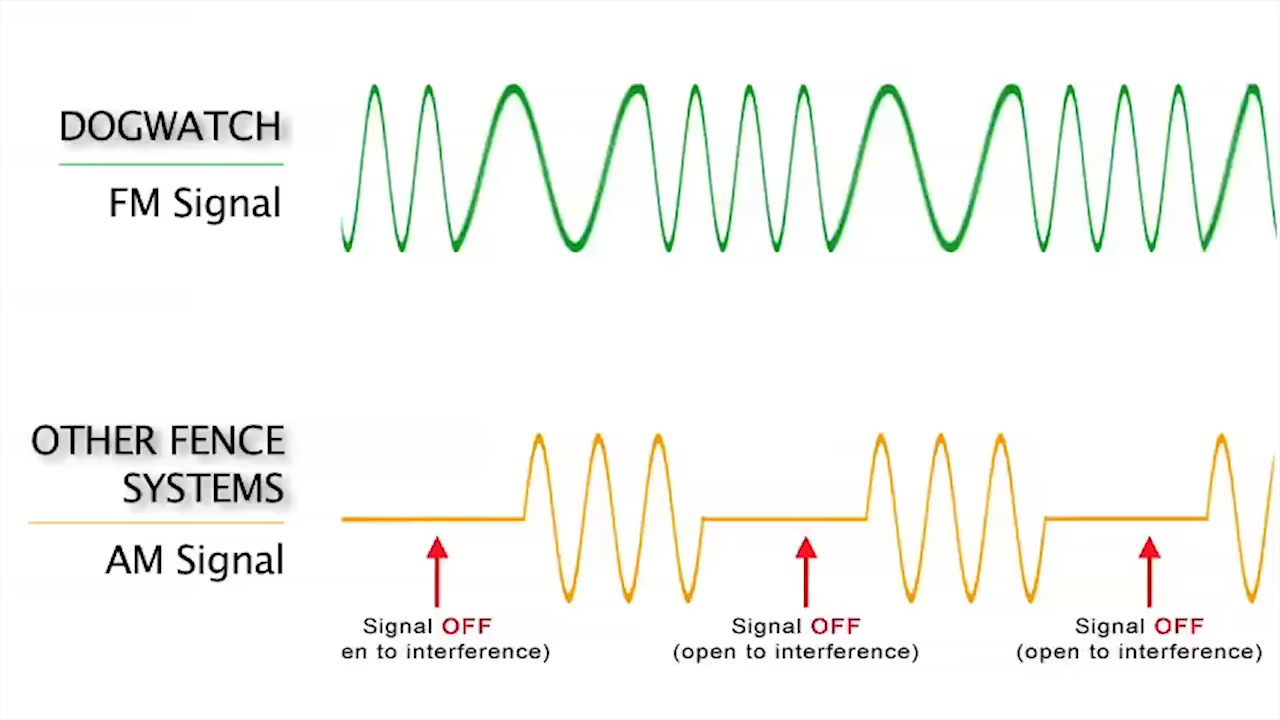 DOGWATCH
FM Signal
OTHER FENCE
SYSTEMS
AM Signal
Signal OFF
en to interference)
Signal OFF
(open to interference)
Signal OFF
(open to interference)